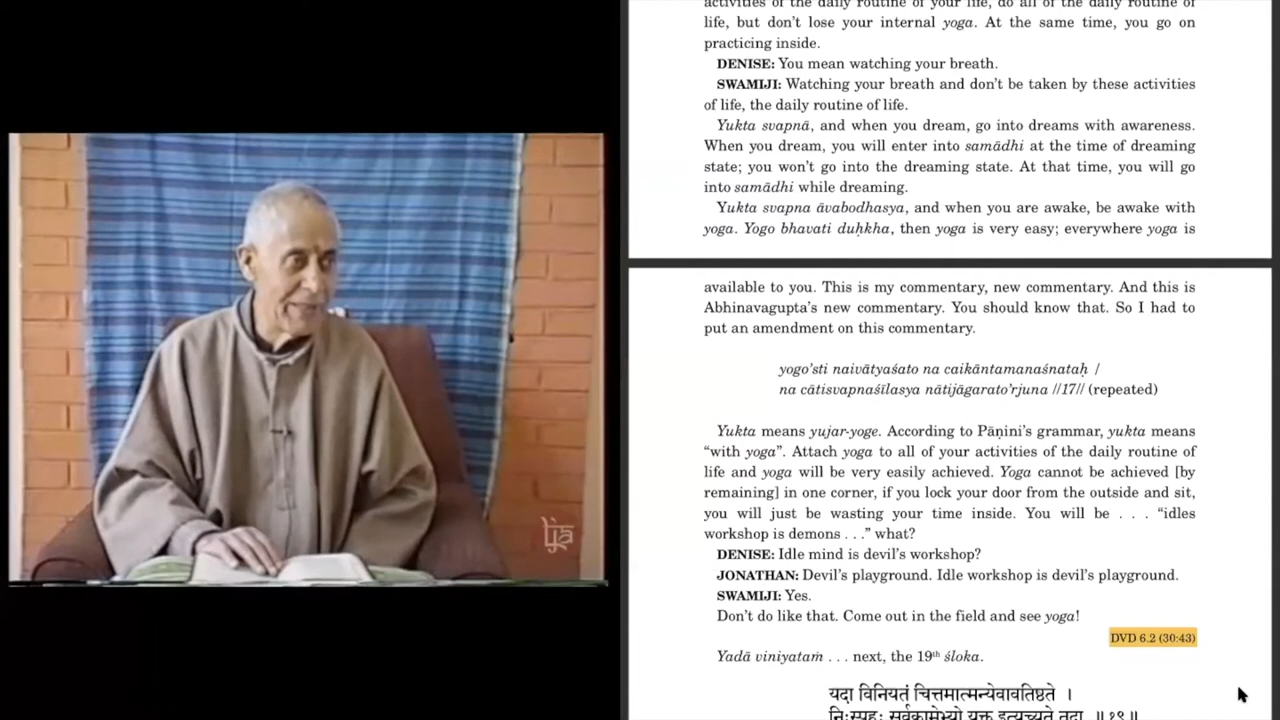 activities of the daily routine of your life, do all of the daily routine of
life, but don't lose your internal yoga. At the same time, you go on
practicing inside.
DENISE: You mean watching your breath.
SWAMIJI: Watching your breath and don't be taken by these activities
of life, the daily routine of life.
Yukta svapnā, and when you dream, go into dreams with awareness.
When you dream, you will enter into samādhi at the time of dreaming
state; you won't go into the dreaming state. At that time, you will go
into samādhi while dreaming.
Yukta svapna āvabodhasya, and when you are awake, be awake with
yoga. Yogo bhavati duḥkha, then yoga is very easy; everywhere yoga is
available to you. This is my commentary, new commentary. And this is
Abhinavagupta's new commentary. You should know that. So I had to
put an amendment on this commentary.
yogo'sti naivātyaśato na caikāntamanaśnataḥ /
na cātisvapnaśīlasya nātijāgarato'rjuna //17// (repeated)
Yukta means yujar-yoge. According to Pāṇini's grammar, yukta means
“with yoga”. Attach yoga to all of your activities of the daily routine of
life and yoga will be very easily achieved. Yoga cannot be achieved [by
remaining] in one corner, if you lock your door from the outside and sit,
you will just be wasting your time inside. You will be . . . “idles
workshop is demons . . .” what?
DENISE: Idle mind is devil's workshop?
JONATHAN: Devil's playground. Idle workshop is devil's playground.
SWAMIJI: Yes.
Don't do like that. Come out in the field and see yoga!
DVD 6.2 (30:43)
Yadā viniyataṁ . . . next, the 19th śloka.
यदा विनियतं चित्तमात्मन्येवावतिष्ठते ।
निःस्पृहः सर्वकामेभ्यो युक्त इत्युच्यते तदा ॥१९॥
lja